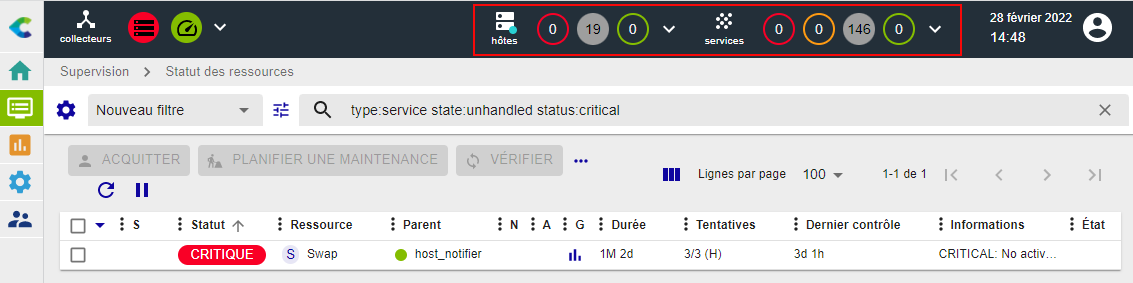 collecteurs
hôtes 0 19 0
services 0 0 146 0
28 février 2022
14:48
Supervision > Statut des ressources
Nouveau filtre
type:service state:unhandled status:critical
ACQUITTER
PLANIFIER UNE MAINTENANCE
VÉRIFIER
Lignes par page 100 1-1 de 1
S Statut Ressource Parent N A G Durée Tentatives Dernier contrôle Informations État
CRITIQUE S Swap host_notifier 1M 2d 3/3 (H) 3d 1h CRITICAL: No activ...